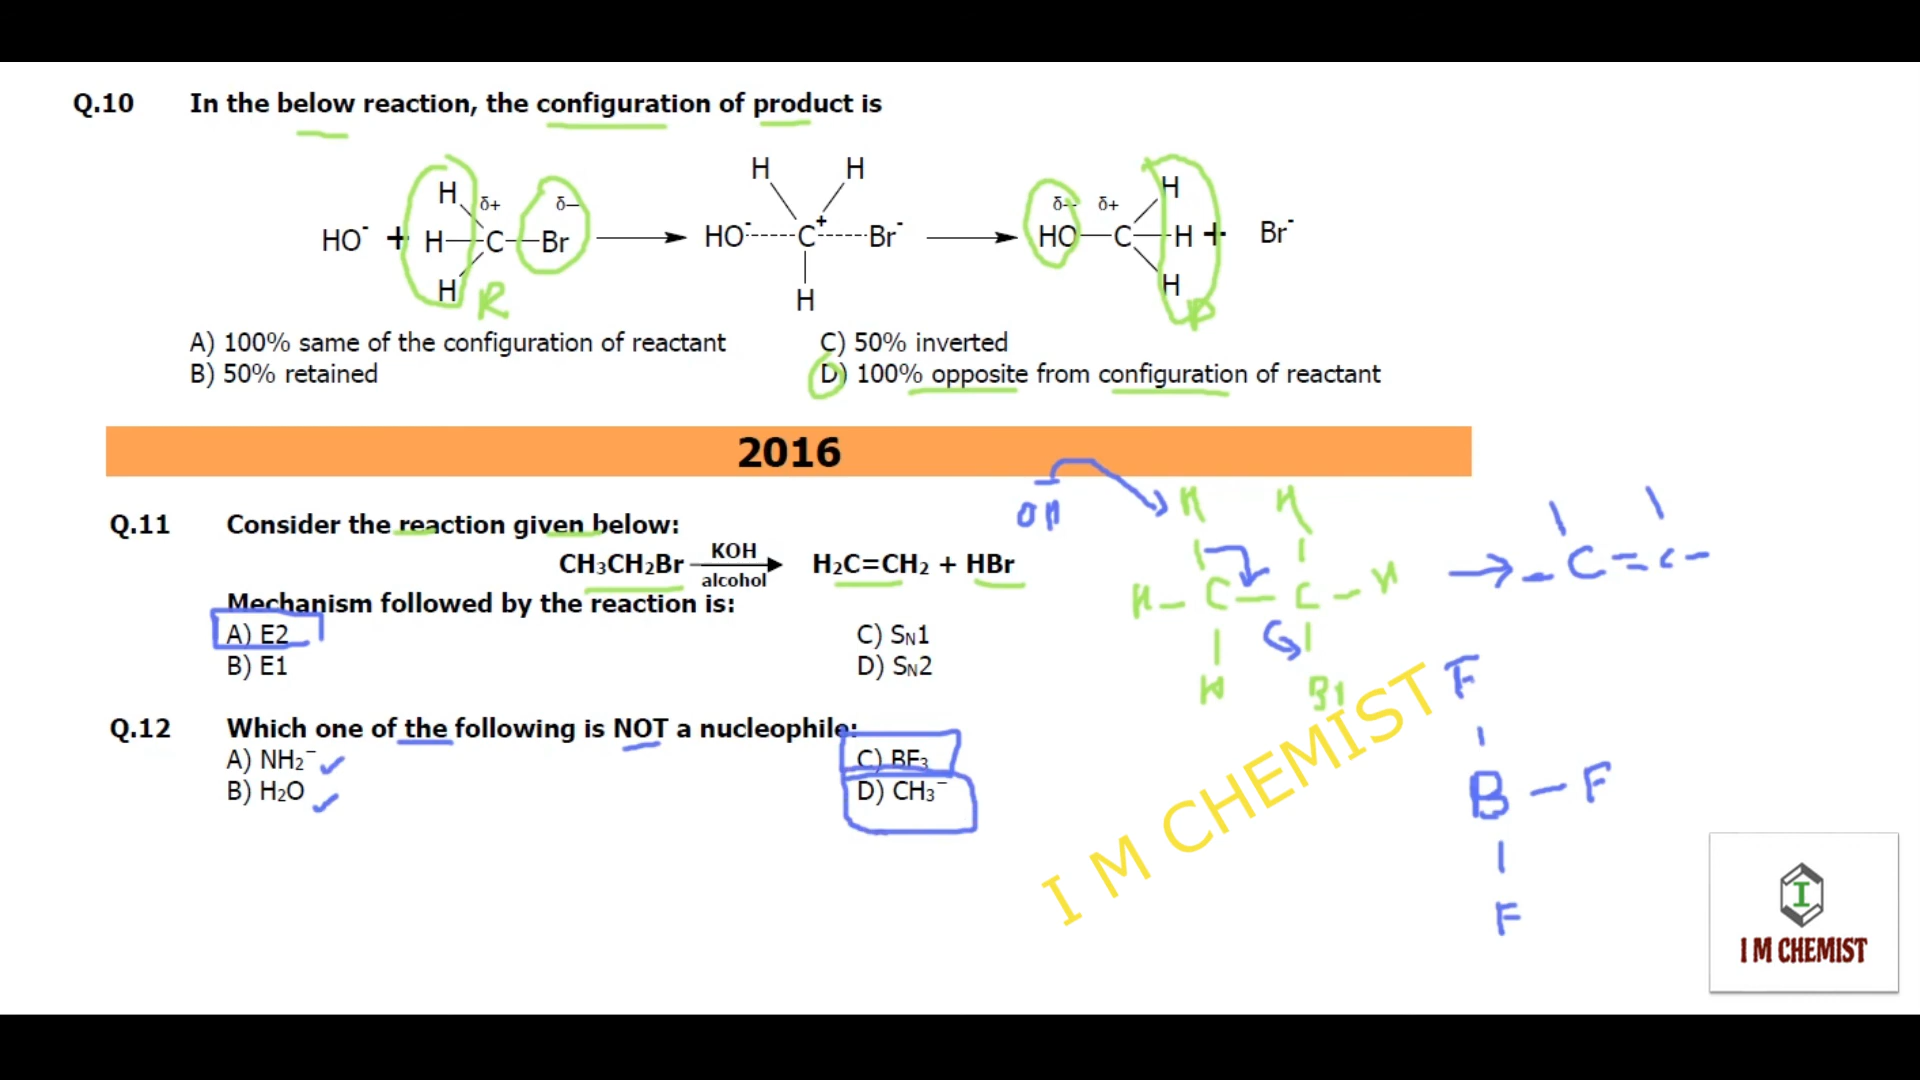 Q.10 In the below reaction, the configuration of product is
H H H H
δ+ δ− δ− δ+
HO⁻ + H—C—Br → HO⁻-----C⁺-----Br⁻ → HO—C—H + Br⁻
H H H
R P
A) 100% same of the configuration of reactant C) 50% inverted
B) 50% retained D) 100% opposite from configuration of reactant
2016
Q.11 Consider the reaction given below:
CH₃CH₂Br KOH alcohol → H₂C=CH₂ + HBr
Mechanism followed by the reaction is:
A) E2 C) SN1
B) E1 D) SN2
OH⁻ H H
H – C – C – H → – C = C –
H Br
Q.12 Which one of the following is NOT a nucleophile:
A) NH₂⁻ C) BF₃
B) H₂O D) CH₃⁻
F
B – F
F
I M CHEMIST
I
I M CHEMIST